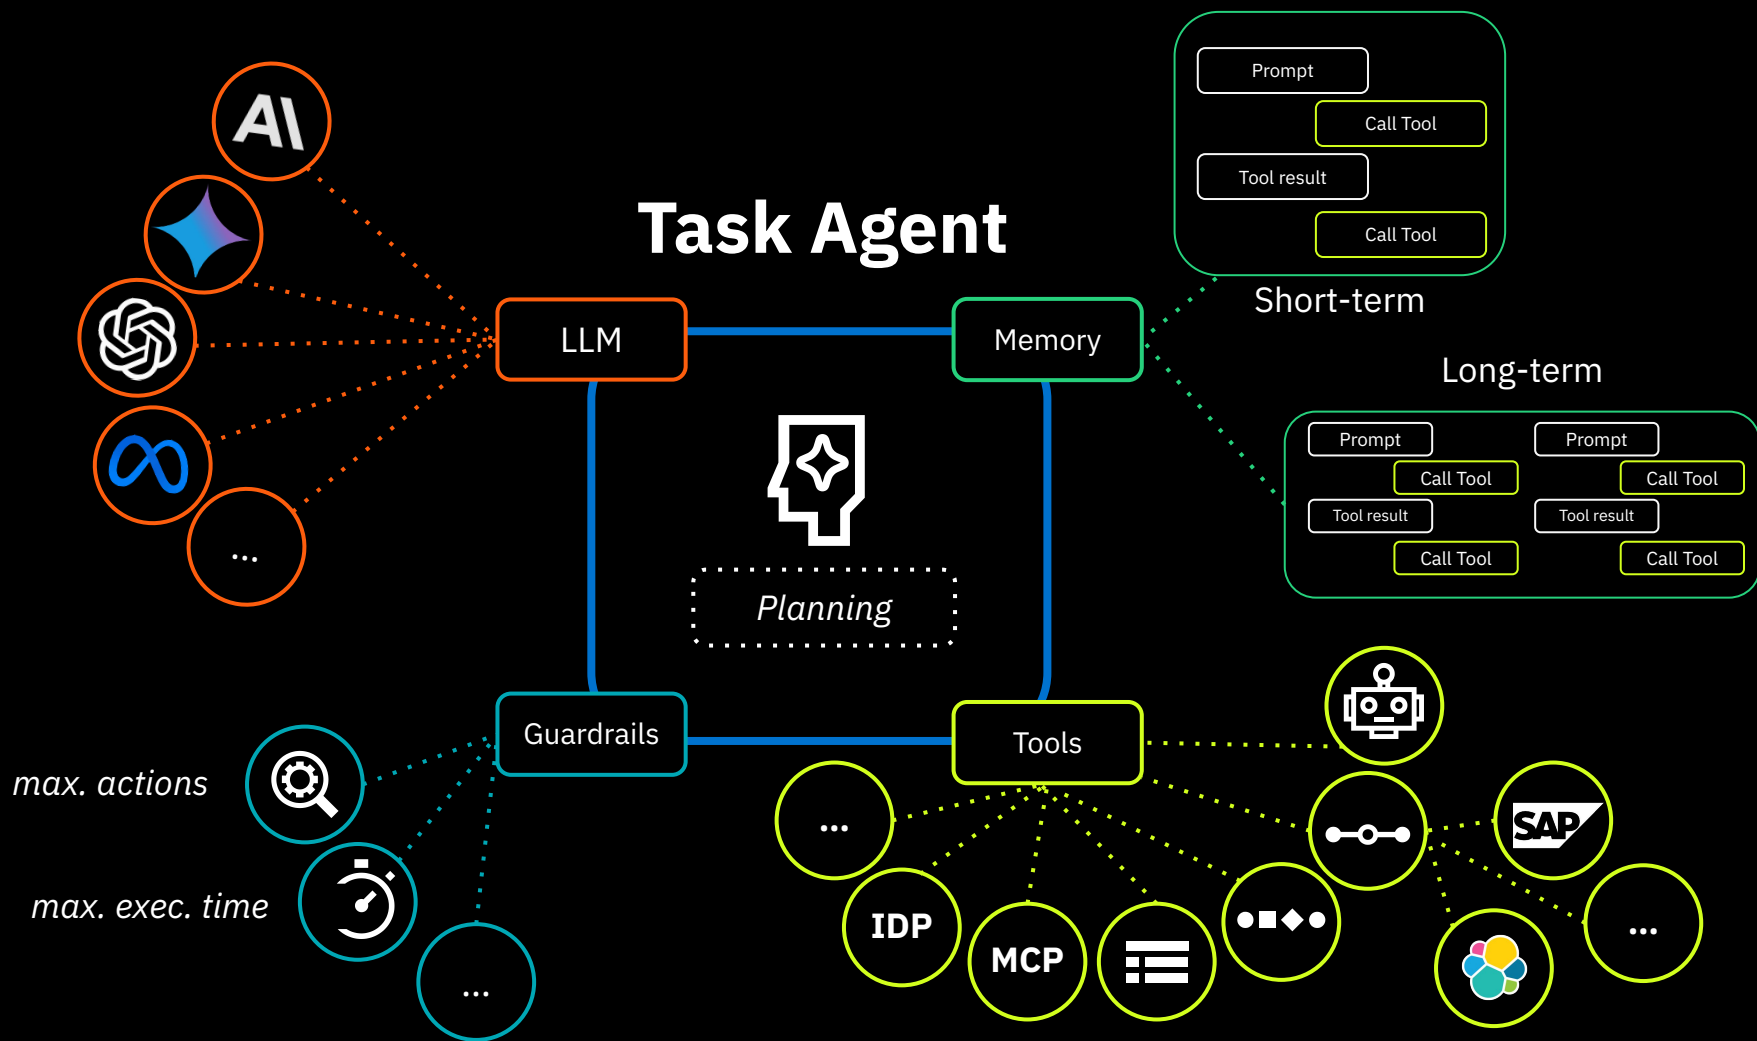 Task Agent
LLM
Memory
Planning
Guardrails
Tools
AI
...
Prompt
Call Tool
Tool result
Call Tool
Short-term
Long-term
Prompt
Call Tool
Tool result
Call Tool
Prompt
Call Tool
Tool result
Call Tool
max. actions
max. exec. time
...
...
IDP
MCP
SAP
...